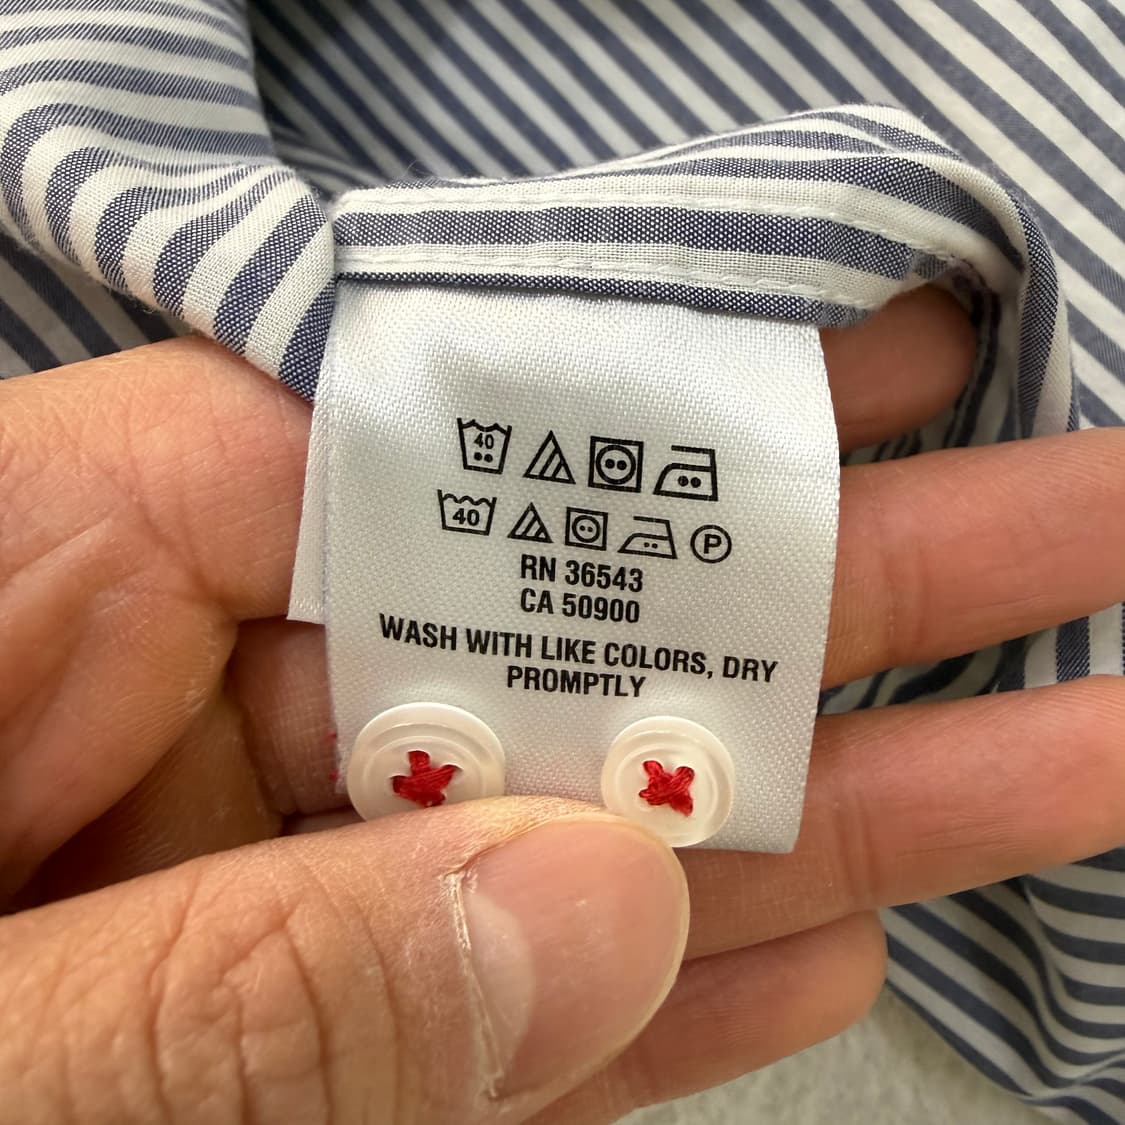 40
40 P
RN 36543
CA 50900
WASH WITH LIKE COLORS, DRY
PROMPTLY